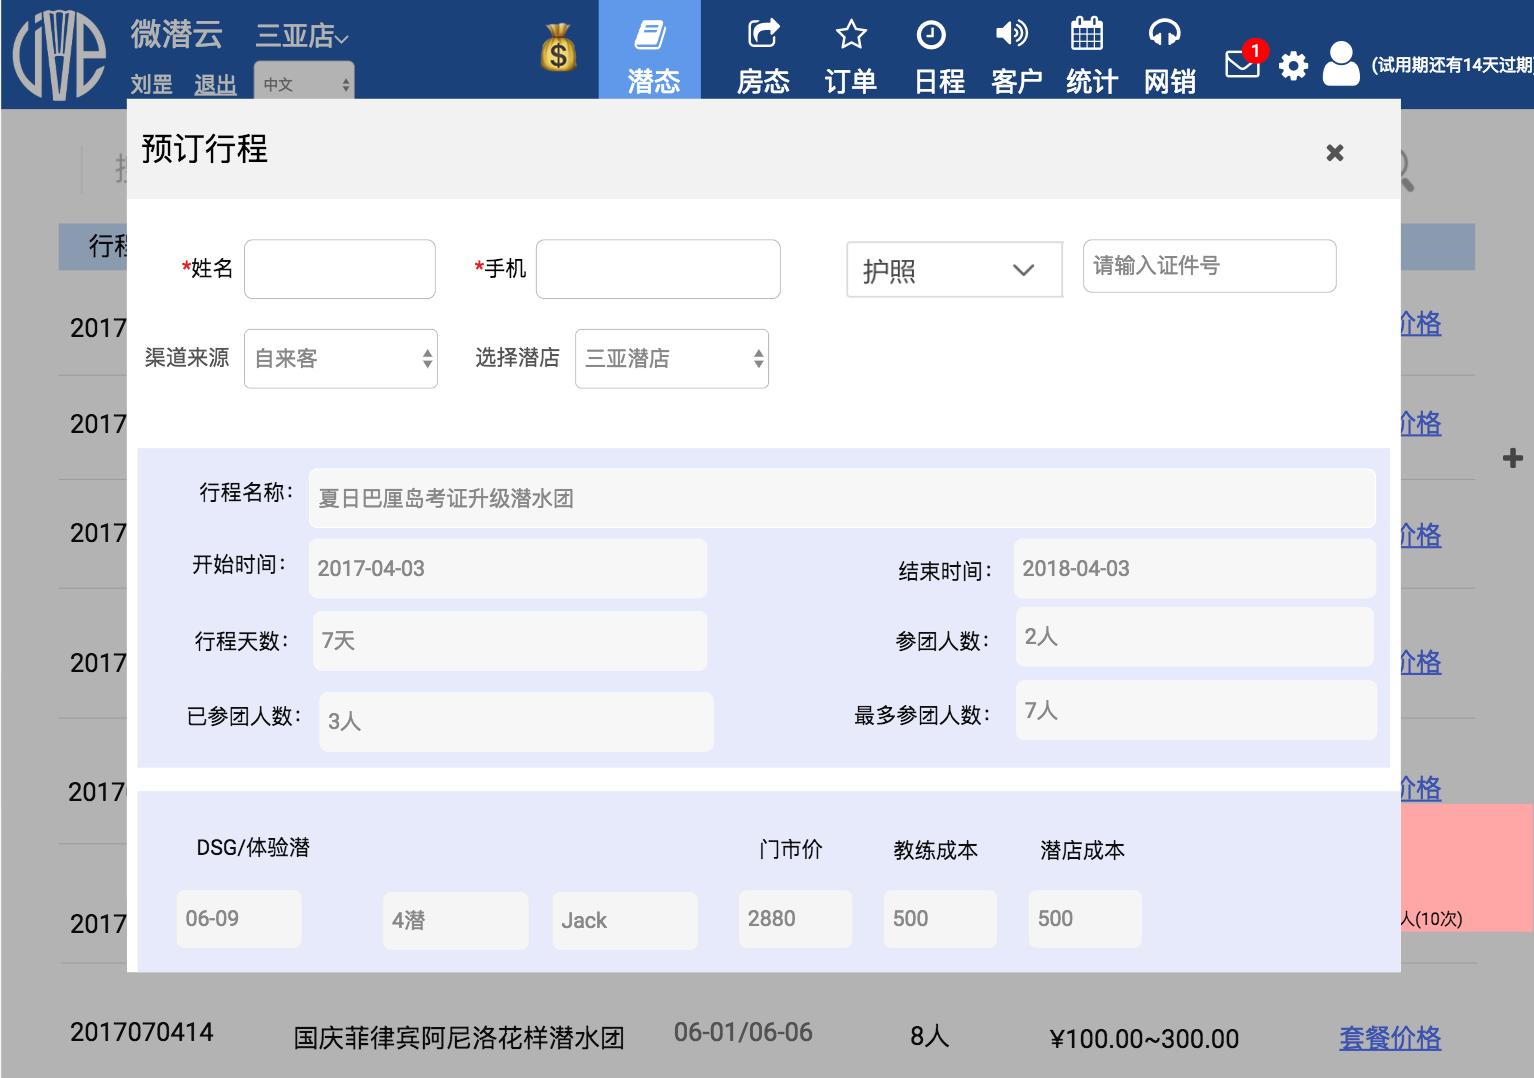 微潜云 三亚店
刘罡 退出 中文
潜态 房态 订单 日程 客户 统计 网销
1
(试用期还有14天过期
预订行程
行程
*姓名 *手机 护照 请输入证件号
渠道来源 自来客 选择潜店 三亚潜店
2017 价格
2017 价格
2017 价格
2017 价格
2017 价格
2017
行程名称： 夏日巴厘岛考证升级潜水团
开始时间： 2017-04-03 结束时间： 2018-04-03
行程天数： 7天 参团人数： 2人
已参团人数： 3人 最多参团人数： 7人
DSG/体验潜 门市价 教练成本 潜店成本
06-09 4潜 Jack 2880 500 500
人(10次)
2017070414 国庆菲律宾阿尼洛花样潜水团 06-01/06-06 8人 ¥100.00~300.00 套餐价格